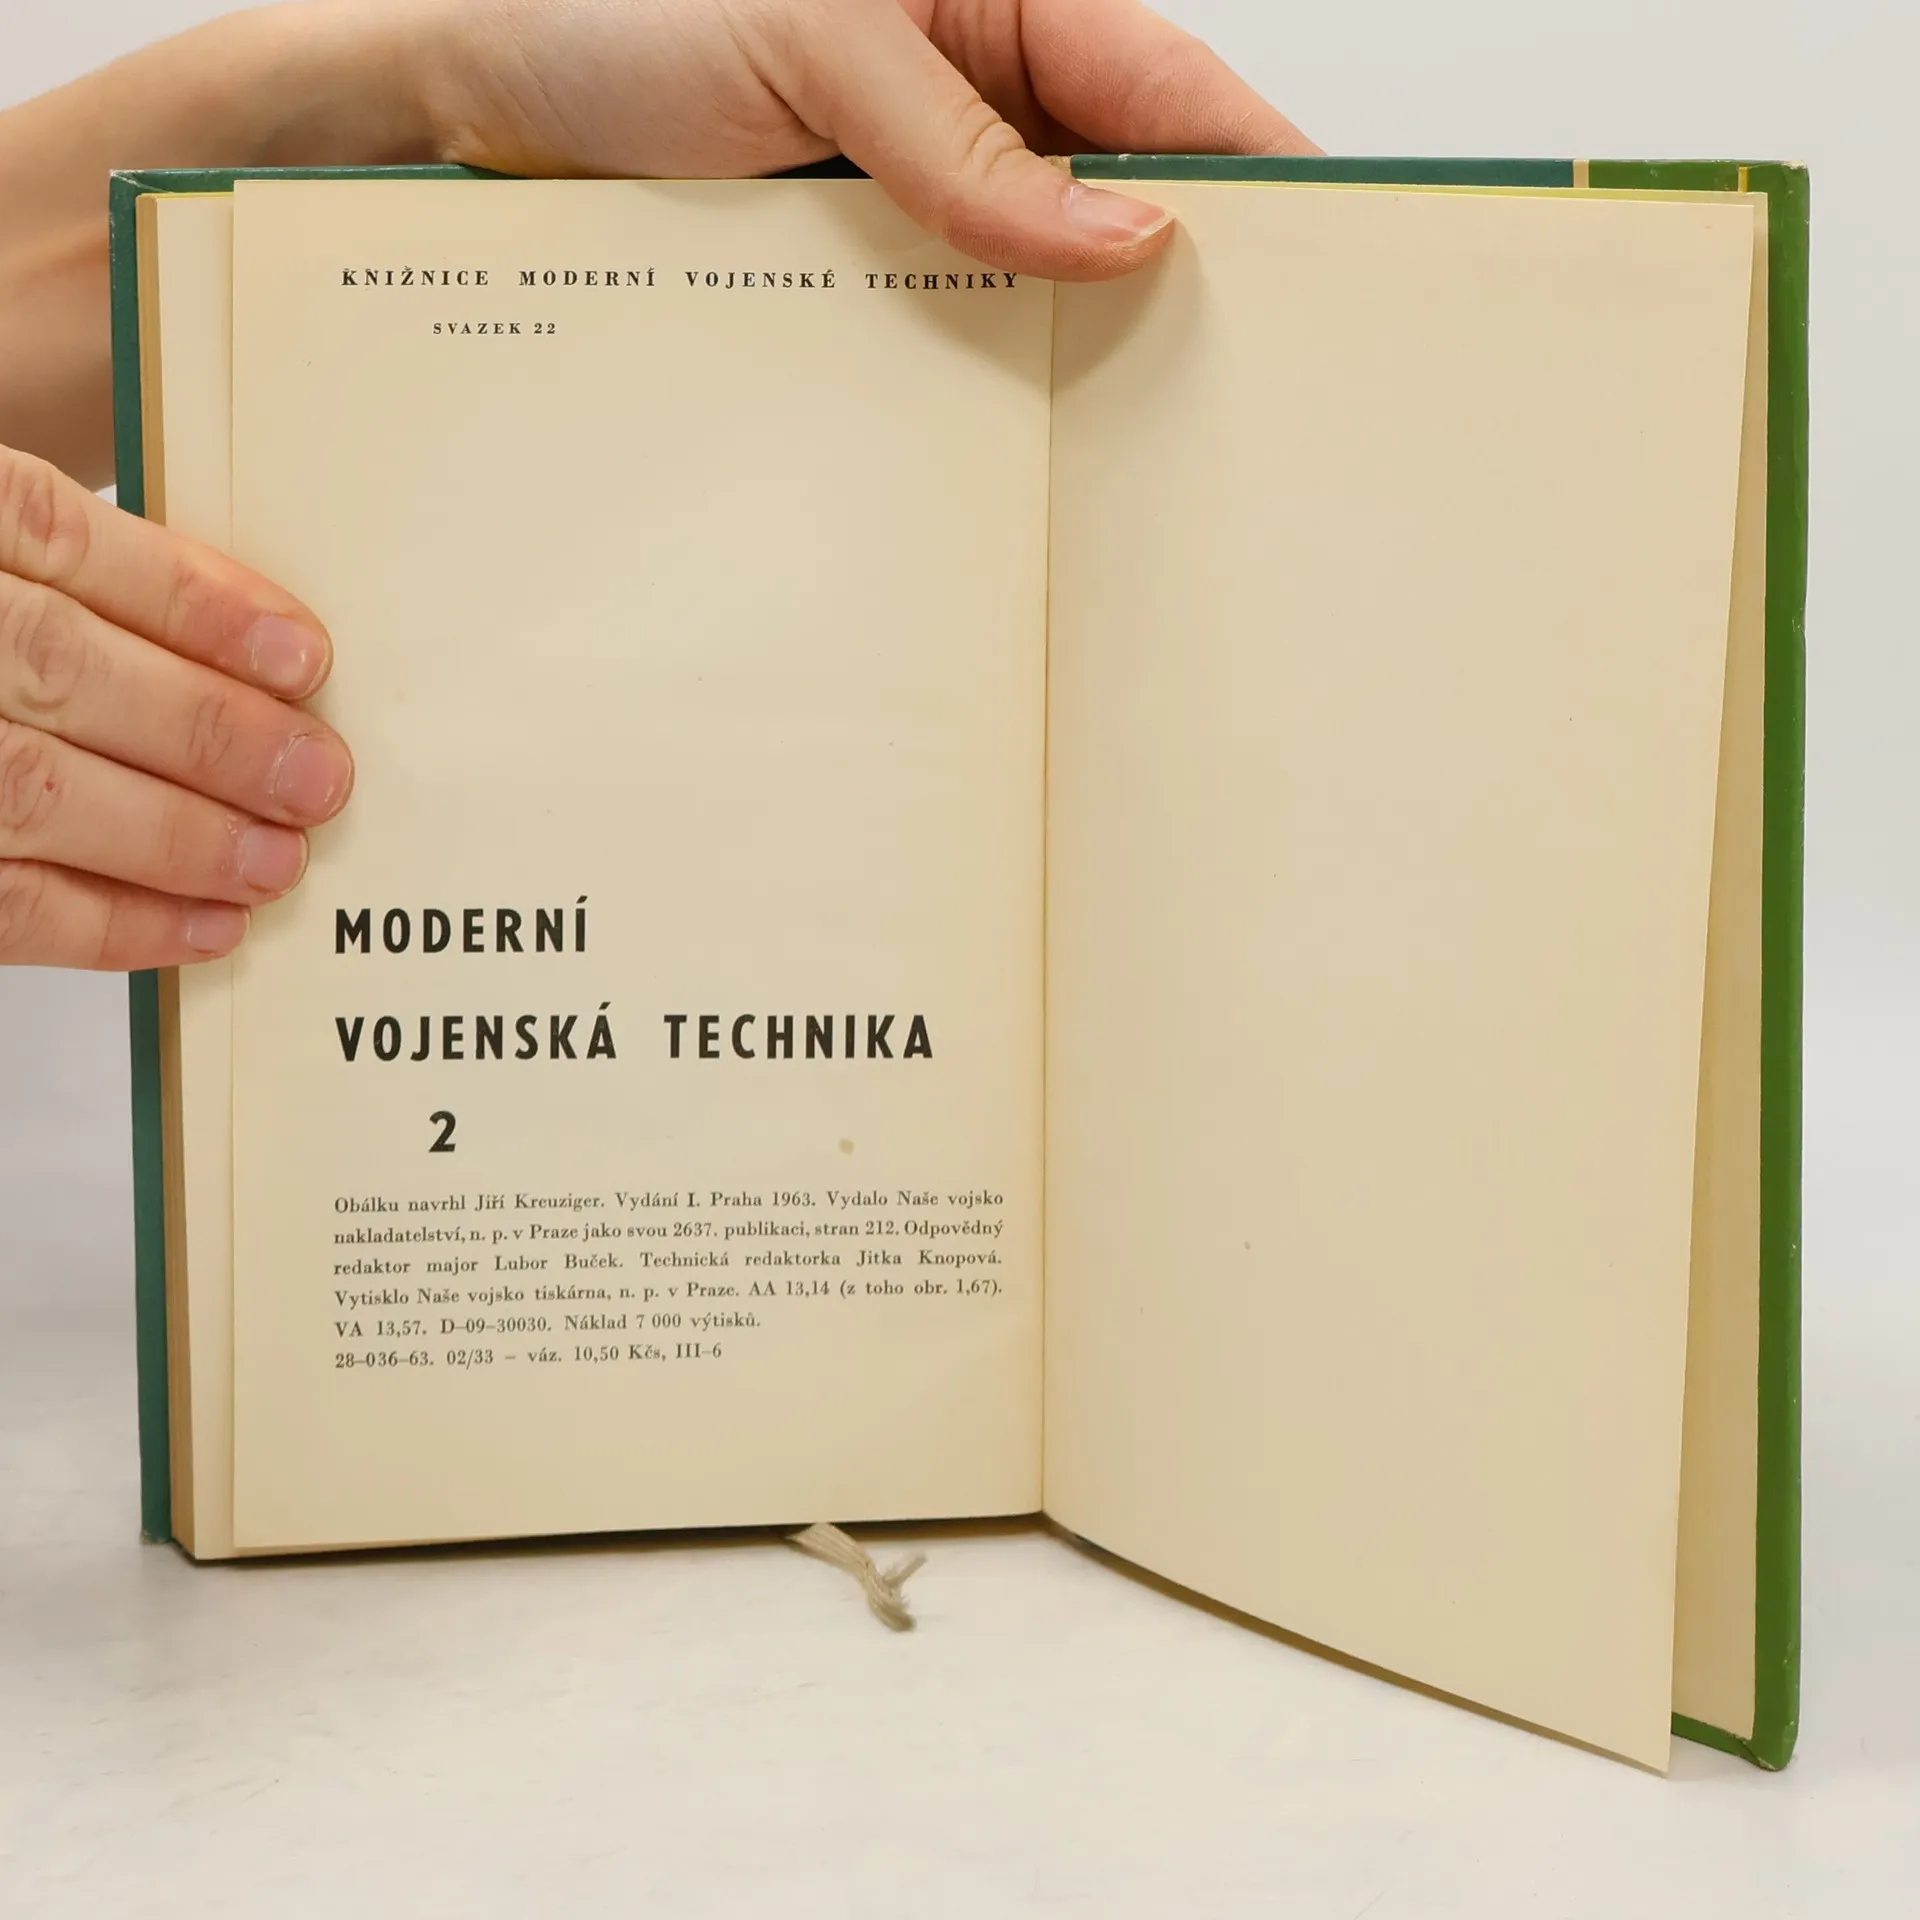 KNIŽNICE MODERNÍ VOJENSKÉ TECHNIKY
SVAZEK 22
MODERNÍ
VOJENSKÁ TECHNIKA
2
Obálku navrhl Jiří Kreuziger. Vydání I. Praha 1963. Vydalo Naše vojsko
nakladatelství, n. p. v Praze jako svou 2637. publikaci, stran 212. Odpovědný
redaktor major Lubor Buček. Technická redaktorka Jitka Knopová.
Vytisklo Naše vojsko tiskárna, n. p. v Praze. AA 13,14 (z toho obr. 1,67).
VA 13,57. D–09–30030. Náklad 7 000 výtisků.
28–036–63. 02/33 – váz. 10,50 Kčs, III–6